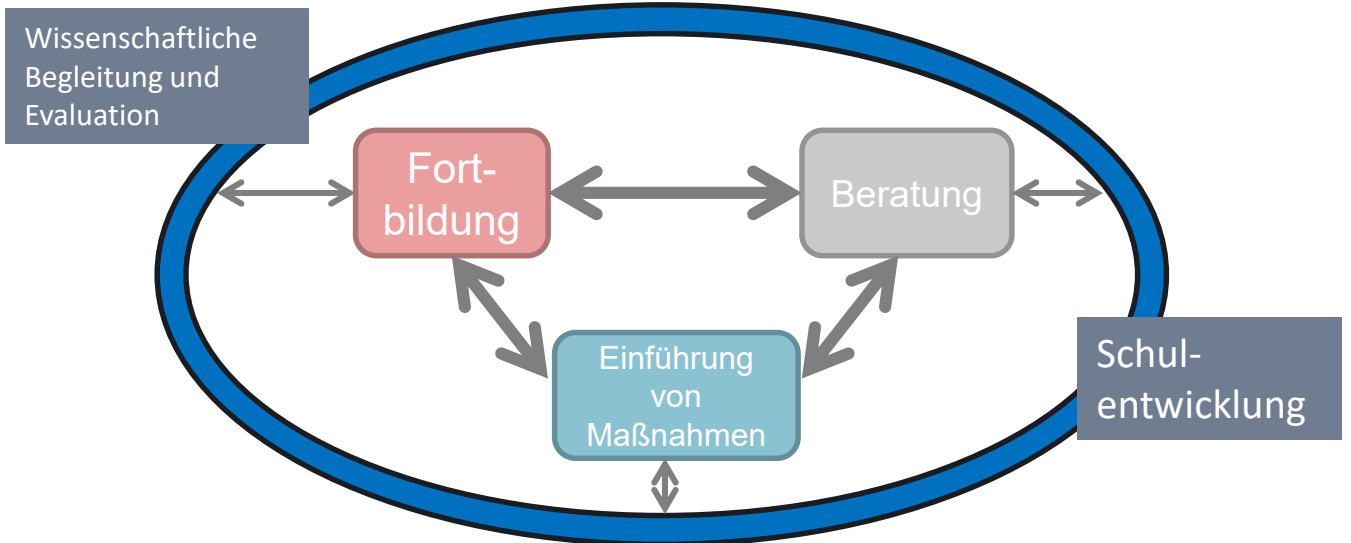 Wissenschaftliche
Begleitung und
Evaluation
Fort-
bildung
Beratung
Einführung
von
Maßnahmen
Schul-
entwicklung